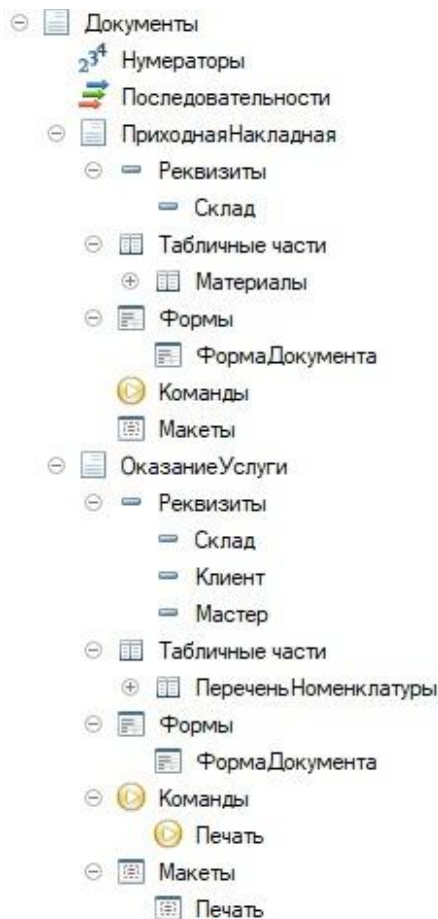 Документы
Нумераторы
Последовательности
ПриходнаяНакладная
Реквизиты
Склад
Табличные части
Материалы
Формы
ФормаДокумента
Команды
Макеты
ОказаниеУслуги
Реквизиты
Склад
Клиент
Мастер
Табличные части
ПереченьНоменклатуры
Формы
ФормаДокумента
Команды
Печать
Макеты
Печать